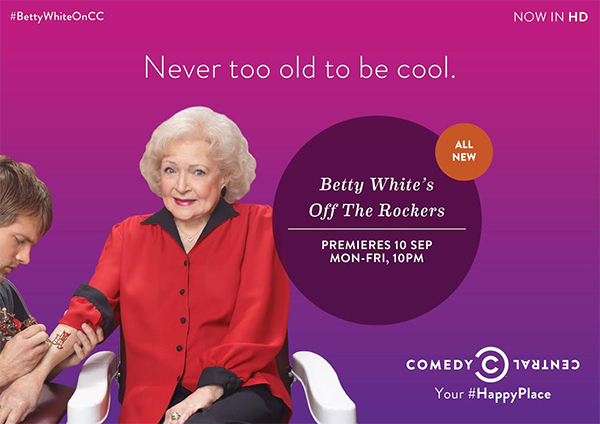 #BettyWhiteOnCC
NOW IN HD
Never too old to be cool.
ALL
NEW
Betty White's
Off The Rockers
PREMIERES 10 SEP
MON-FRI, 10PM
COMEDY C CENTRAL
Your #HappyPlace